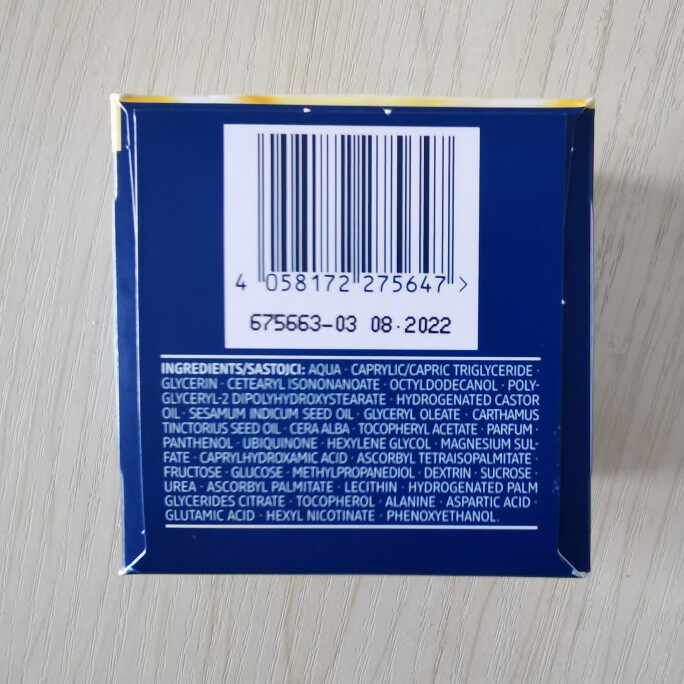 4 058172 275647 >
675663-03 08.2022
INGREDIENTS/SASTOJCI: AQUA · CAPRYLIC/CAPRIC TRIGLYCERIDE ·
GLYCERIN · CETEARYL ISONONANOATE · OCTYLDODECANOL · POLY-
GLYCERYL-2 DIPOLYHYDROXYSTEARATE · HYDROGENATED CASTOR
OIL · SESAMUM INDICUM SEED OIL · GLYCERYL OLEATE · CARTHAMUS
TINCTORIUS SEED OIL · CERA ALBA · TOCOPHERYL ACETATE · PARFUM ·
PANTHENOL · UBIQUINONE · HEXYLENE GLYCOL · MAGNESIUM SUL-
FATE · CAPRYLHYDROXAMIC ACID · ASCORBYL TETRAISOPALMITATE ·
FRUCTOSE · GLUCOSE · METHYLPROPANEDIOL · DEXTRIN · SUCROSE ·
UREA · ASCORBYL PALMITATE · LECITHIN · HYDROGENATED PALM
GLYCERIDES CITRATE · TOCOPHEROL · ALANINE · ASPARTIC ACID ·
GLUTAMIC ACID · HEXYL NICOTINATE · PHENOXYETHANOL.